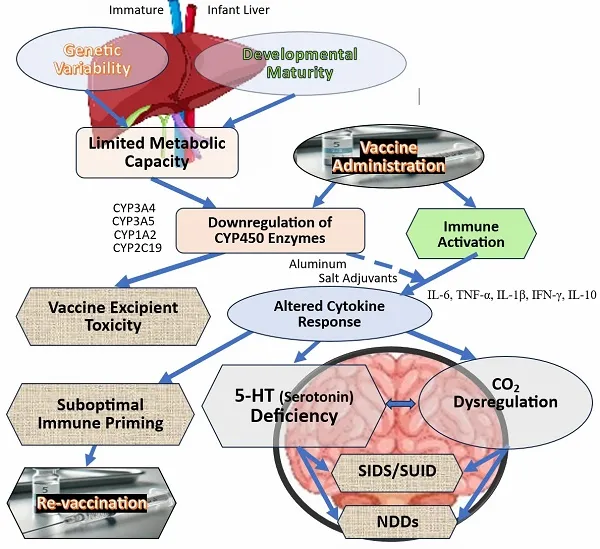 Immature
Infant Liver
Genetic
Variability
Developmental
Maturity
Limited Metabolic
Capacity
Vaccine
Administration
CYP3A4
CYP3A5
CYP1A2
CYP2C19
Downregulation of
CYP450 Enzymes
Immune
Activation
Aluminum
Salt Adjuvants
IL-6, TNF-α, IL-1β, IFN-γ, IL-10
Vaccine Excipient
Toxicity
Altered Cytokine
Response
5-HT (Serotonin)
Deficiency
CO₂
Dysregulation
Suboptimal
Immune Priming
SIDS/SUID
Re-vaccination
NDDs